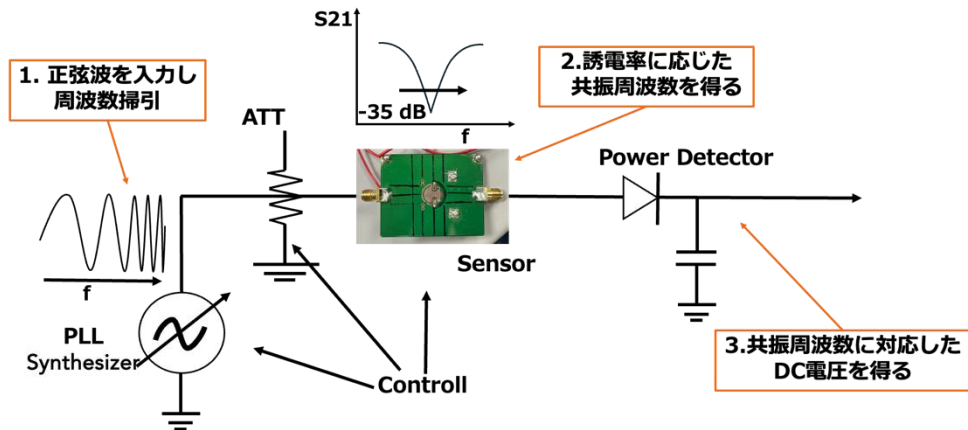 S21
-35 dB
f
1. 正弦波を入力し
周波数掃引
2.誘電率に応じた
共振周波数を得る
ATT
Power Detector
Sensor
f
PLL
Synthesizer
Controll
3.共振周波数に対応した
DC電圧を得る